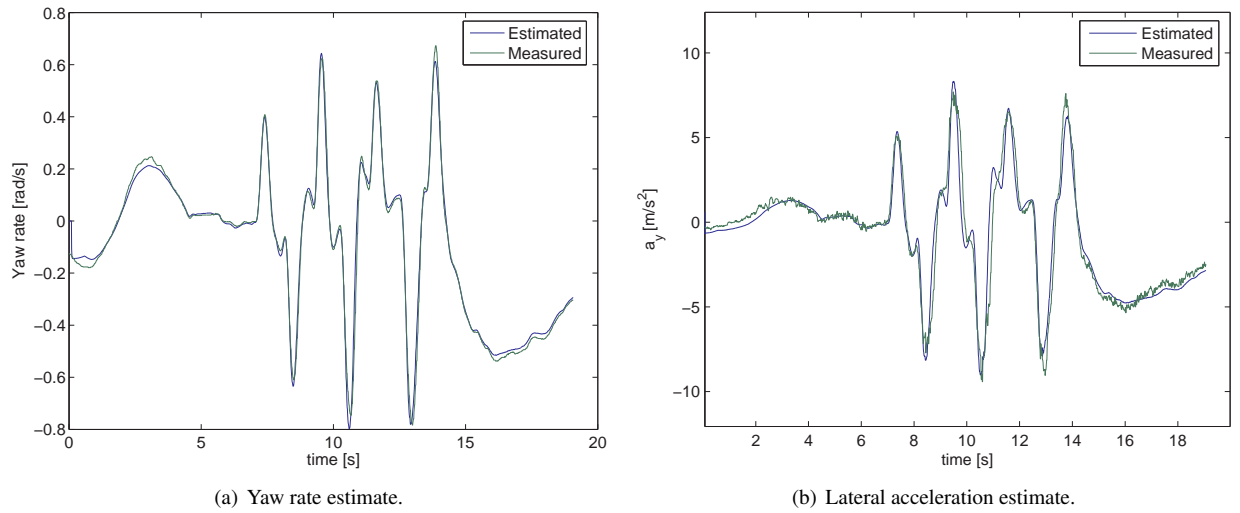 0.8
0.6
0.4
0.2
0
−0.2
−0.4
−0.6
−0.8
Yaw rate [rad/s]
0 5 10 15 20
time [s]
Estimated
Measured
(a) Yaw rate estimate.
10
5
0
−5
−10
a_y [m/s²]
2 4 6 8 10 12 14 16 18
time [s]
Estimated
Measured
(b) Lateral acceleration estimate.